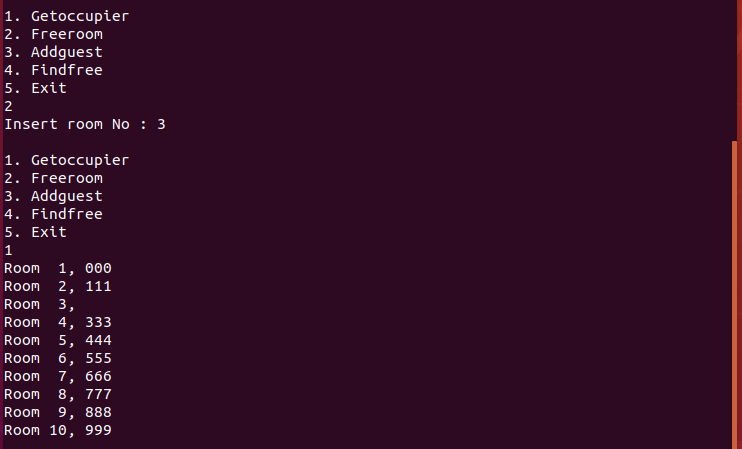 1. Getoccupier
2. Freeroom
3. Addguest
4. Findfree
5. Exit
2
Insert room No : 3

1. Getoccupier
2. Freeroom
3. Addguest
4. Findfree
5. Exit
1
Room  1, 000
Room  2, 111
Room  3,
Room  4, 333
Room  5, 444
Room  6, 555
Room  7, 666
Room  8, 777
Room  9, 888
Room 10, 999